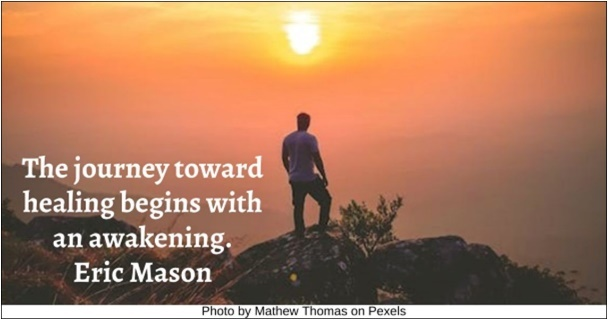 The journey toward
healing begins with
an awakening.
Eric Mason
Photo by Mathew Thomas on Pexels